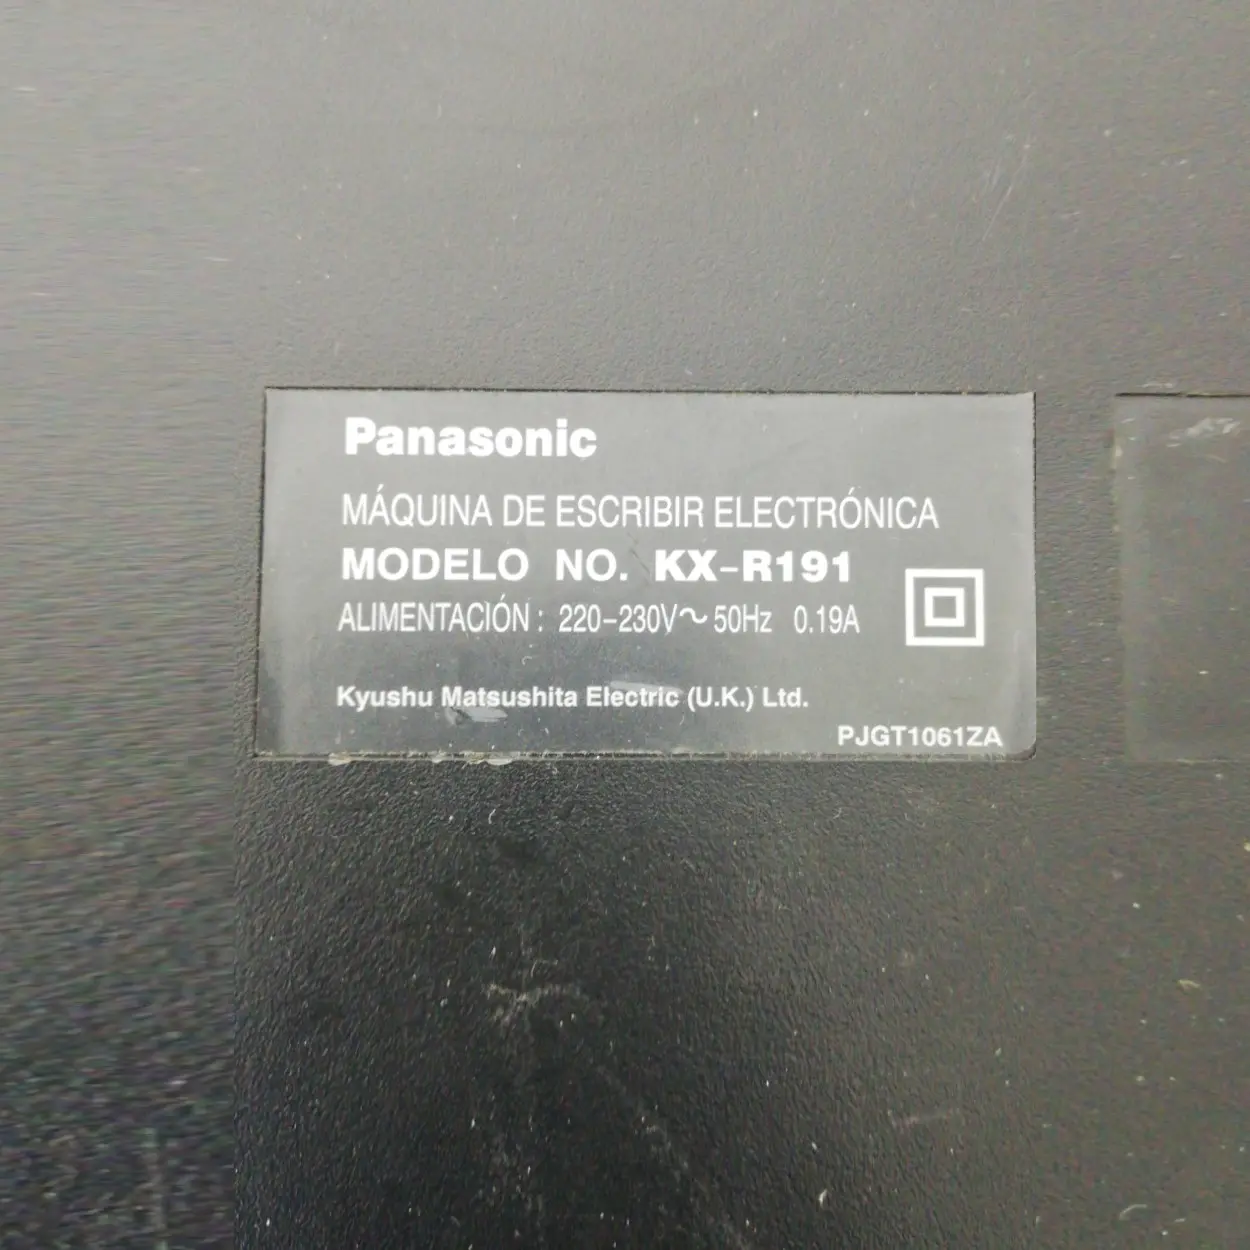 Panasonic
MÁQUINA DE ESCRIBIR ELECTRÓNICA
MODELO NO. KX-R191
ALIMENTACIÓN : 220-230V~50Hz 0.19A
Kyushu Matsushita Electric (U.K.) Ltd.
PJGT1061ZA